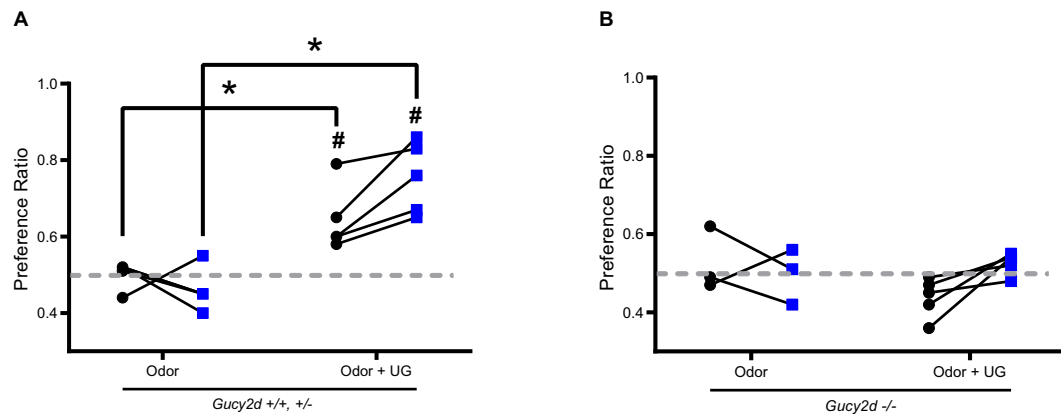 A
B
*
*
# #
1.0
0.8
0.6
0.4
Preference Ratio
Odor
Odor + UG
Gucy2d +/+, +/-
1.0
0.8
0.6
0.4
Preference Ratio
Odor
Odor + UG
Gucy2d -/-